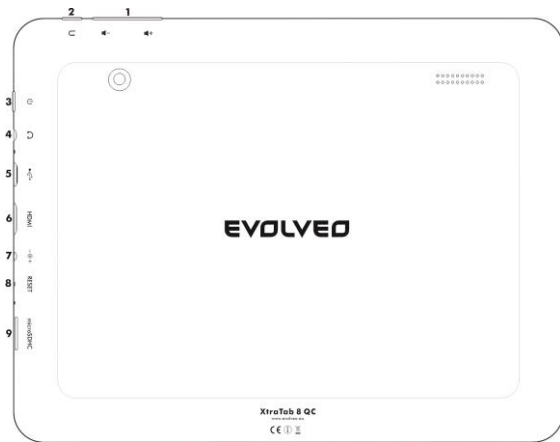 2 1
3
4
5
6 HDMI
7 - +
8 RESET
9 microSDHC
EVOLVEO
XtraTab 8 QC
www.evolveo.eu
CE